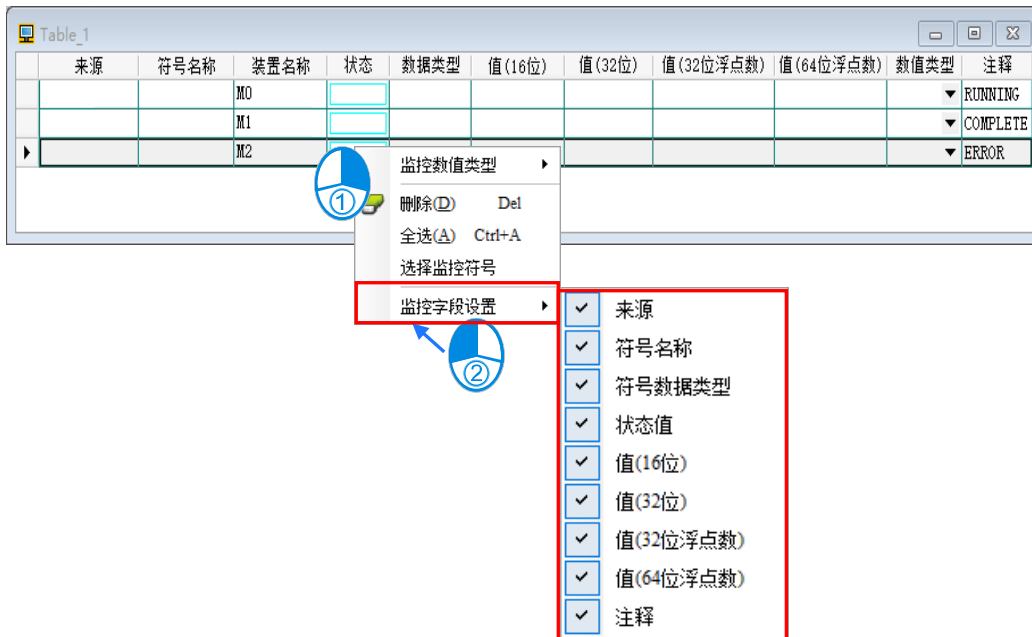 Table_1
来源 符号名称 装置名称 状态 数据类型 值(16位) 值(32位) 值(32位浮点数) 值(64位浮点数) 数值类型 注释
M0 RUNNING
M1 COMPLETE
M2 ERROR
监控数值类型
①
删除(D) Del
全选(A) Ctrl+A
选择监控符号
监控字段设置
②
来源
符号名称
符号数据类型
状态值
值(16位)
值(32位)
值(32位浮点数)
值(64位浮点数)
注释